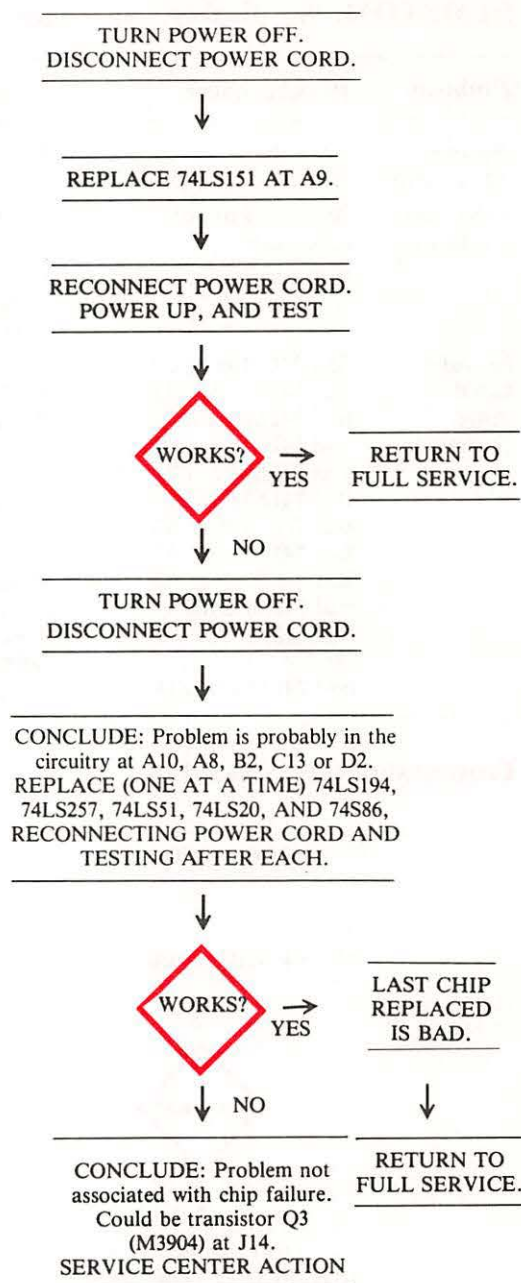 TURN POWER OFF.
DISCONNECT POWER CORD.
REPLACE 74LS151 AT A9.
RECONNECT POWER CORD.
POWER UP, AND TEST
WORKS?
YES
RETURN TO
FULL SERVICE.
NO
TURN POWER OFF.
DISCONNECT POWER CORD.
CONCLUDE: Problem is probably in the
circuitry at A10, A8, B2, C13 or D2.
REPLACE (ONE AT A TIME) 74LS194,
74LS257, 74LS51, 74LS20, AND 74S86,
RECONNECTING POWER CORD AND
TESTING AFTER EACH.
WORKS?
YES
LAST CHIP
REPLACED
IS BAD.
RETURN TO
FULL SERVICE.
NO
CONCLUDE: Problem not
associated with chip failure.
Could be transistor Q3
(M3904) at J14.
SERVICE CENTER ACTION